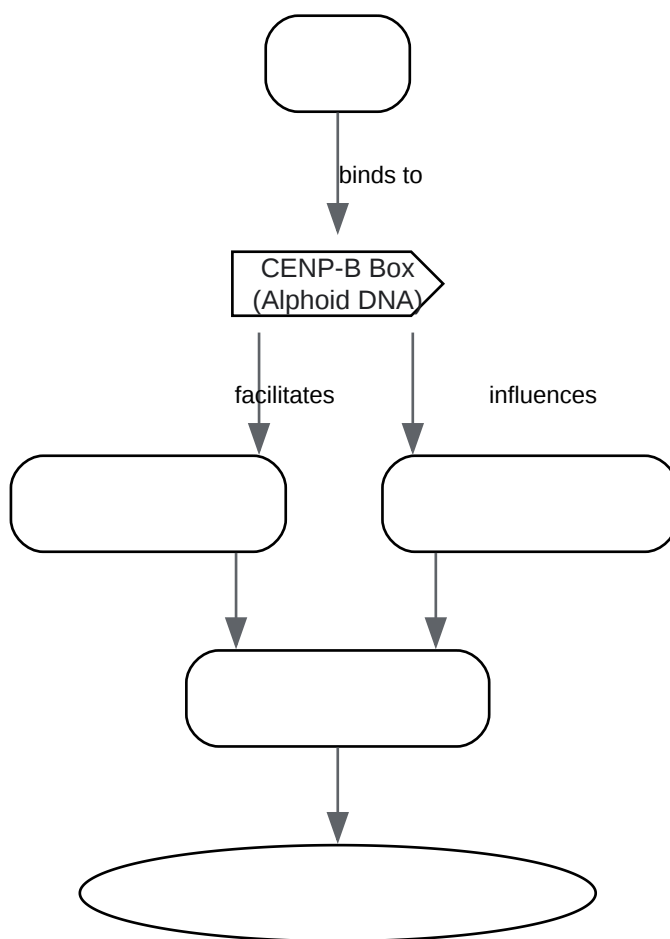 binds to
CENP-B Box
(Alphoid DNA)
facilitates
influences